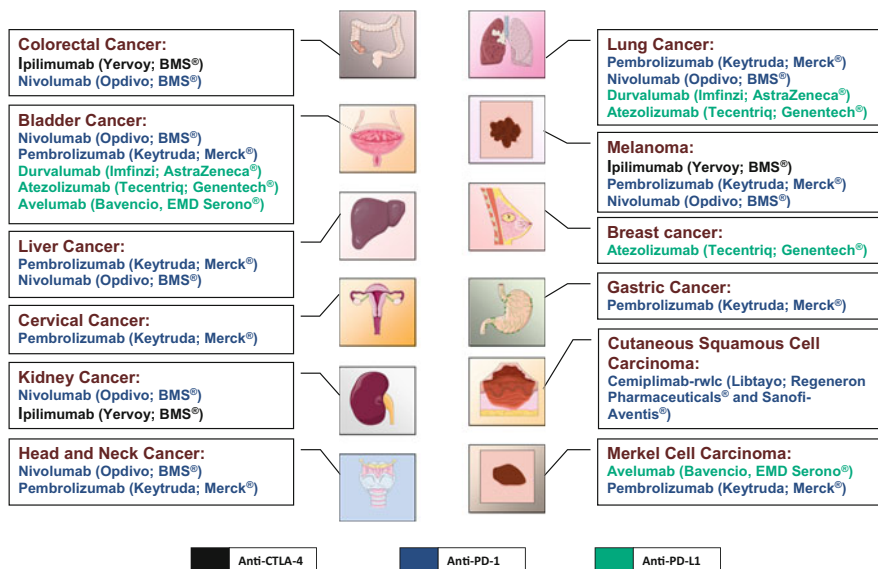 Colorectal Cancer:
Ipilimumab (Yervoy; BMS®)
Nivolumab (Opdivo; BMS®)
Bladder Cancer:
Nivolumab (Opdivo; BMS®)
Pembrolizumab (Keytruda; Merck®)
Durvalumab (Imfinzi; AstraZeneca®)
Atezolizumab (Tecentriq; Genentech®)
Avelumab (Bavencio, EMD Serono®)
Liver Cancer:
Pembrolizumab (Keytruda; Merck®)
Nivolumab (Opdivo; BMS®)
Cervical Cancer:
Pembrolizumab (Keytruda; Merck®)
Kidney Cancer:
Nivolumab (Opdivo; BMS®)
Ipilimumab (Yervoy; BMS®)
Head and Neck Cancer:
Nivolumab (Opdivo; BMS®)
Pembrolizumab (Keytruda; Merck®)
Lung Cancer:
Pembrolizumab (Keytruda; Merck®)
Nivolumab (Opdivo; BMS®)
Durvalumab (Imfinzi; AstraZeneca®)
Atezolizumab (Tecentriq; Genentech®)
Melanoma:
Ipilimumab (Yervoy; BMS®)
Pembrolizumab (Keytruda; Merck®)
Nivolumab (Opdivo; BMS®)
Breast cancer:
Atezolizumab (Tecentriq; Genentech®)
Gastric Cancer:
Pembrolizumab (Keytruda; Merck®)
Cutaneous Squamous Cell
Carcinoma:
Cemiplimab-rwlc (Libtayo; Regeneron
Pharmaceuticals® and Sanofi-
Aventis®)
Merkel Cell Carcinoma:
Avelumab (Bavencio, EMD Serono®)
Pembrolizumab (Keytruda; Merck®)
Anti-CTLA-4
Anti-PD-1
Anti-PD-L1